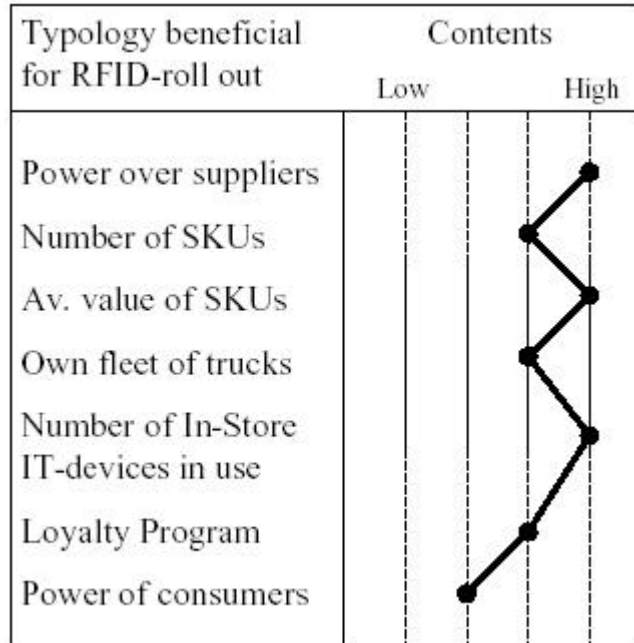 Typology beneficial
for RFID-roll out
Contents
Low High
Power over suppliers
Number of SKUs
Av. value of SKUs
Own fleet of trucks
Number of In-Store
IT-devices in use
Loyalty Program
Power of consumers